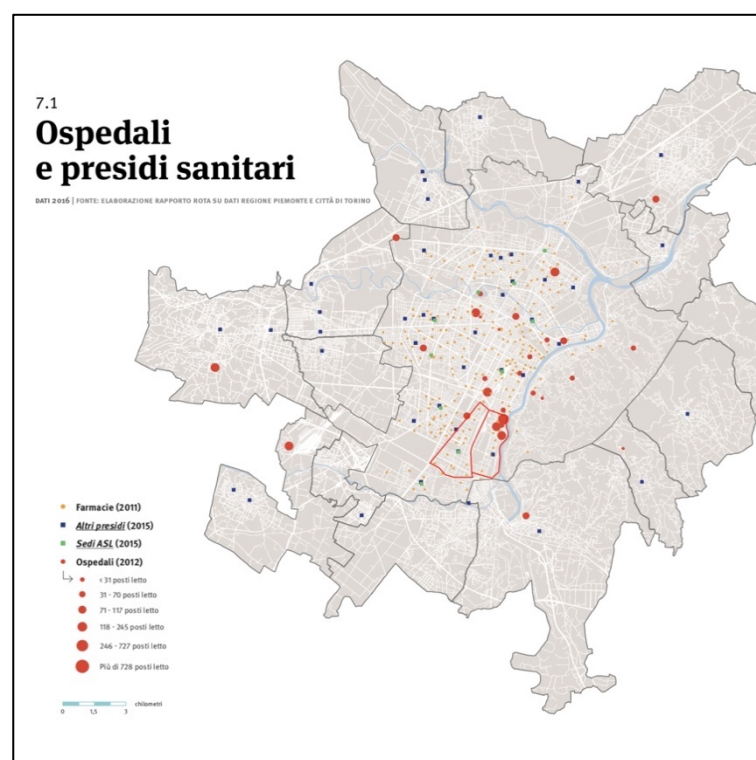 7.1
Ospedali
e presidi sanitari
DATI 2016 | FONTE: ELABORAZIONE RAPPORTO ROTA SU DATI REGIONE PIEMONTE E CITTÀ DI TORINO
Farmacie (2011)
Altri presidi (2015)
Sedi ASL (2015)
Ospedali (2012)
< 31 posti letto
31 - 70 posti letto
71 - 117 posti letto
118 - 245 posti letto
246 - 727 posti letto
Più di 728 posti letto
chilometri
0 1,5 3